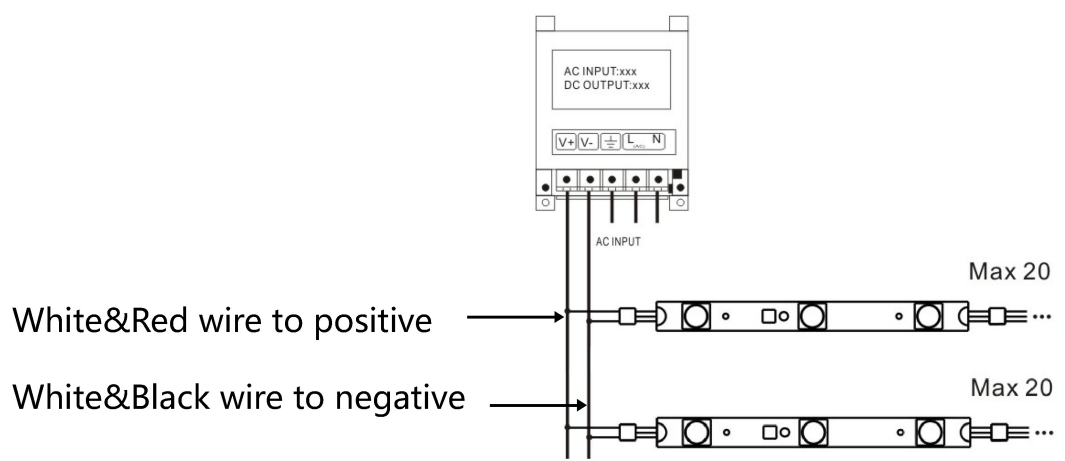 AC INPUT:xxx
DC OUTPUT:xxx
V+ V- L N
AC INPUT
Max 20
White&Red wire to positive
White&Black wire to negative
Max 20